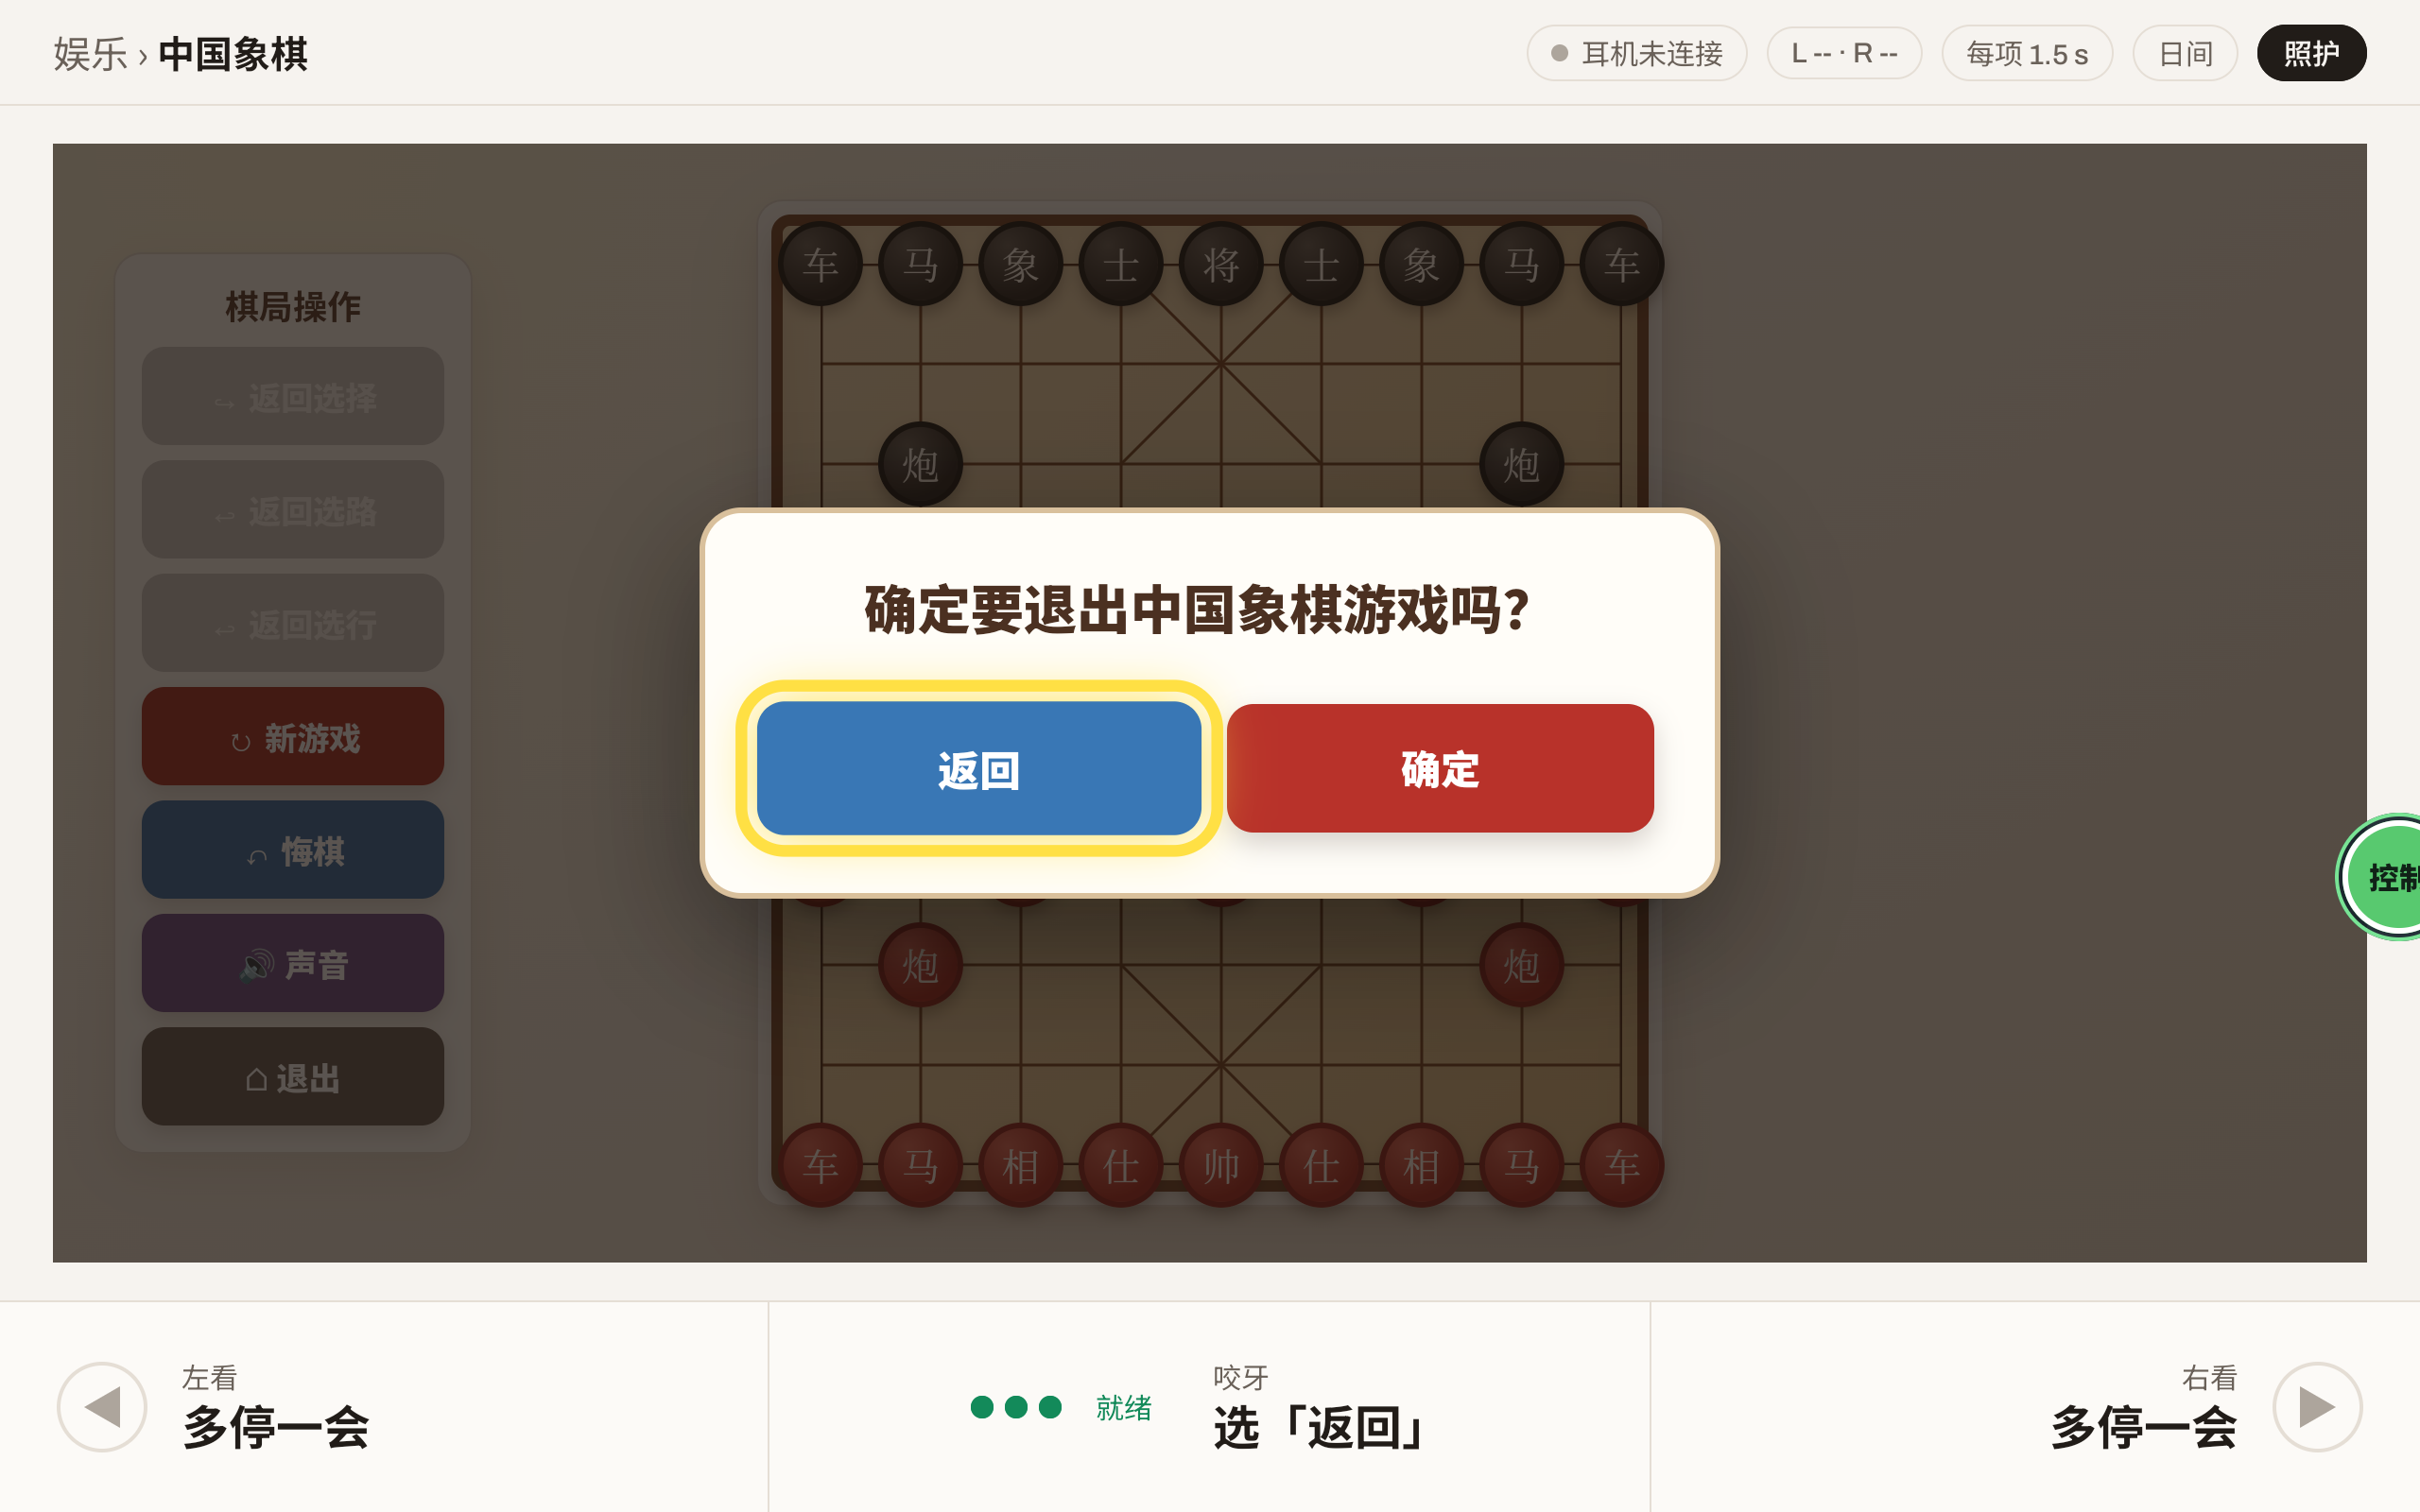 娱乐 › 中国象棋
耳机未连接
L -- · R --
每项 1.5 s
日间
照护
棋局操作
返回选择
返回选路
返回选行
新游戏
悔棋
声音
退出
车 马 象 士 将 士 象 马 车
炮 炮
确定要退出中国象棋游戏吗?
返回
确定
炮 炮
车 马 相 仕 帅 仕 相 马 车
控制
左看
多停一会
就绪
咬牙
选「返回」
右看
多停一会